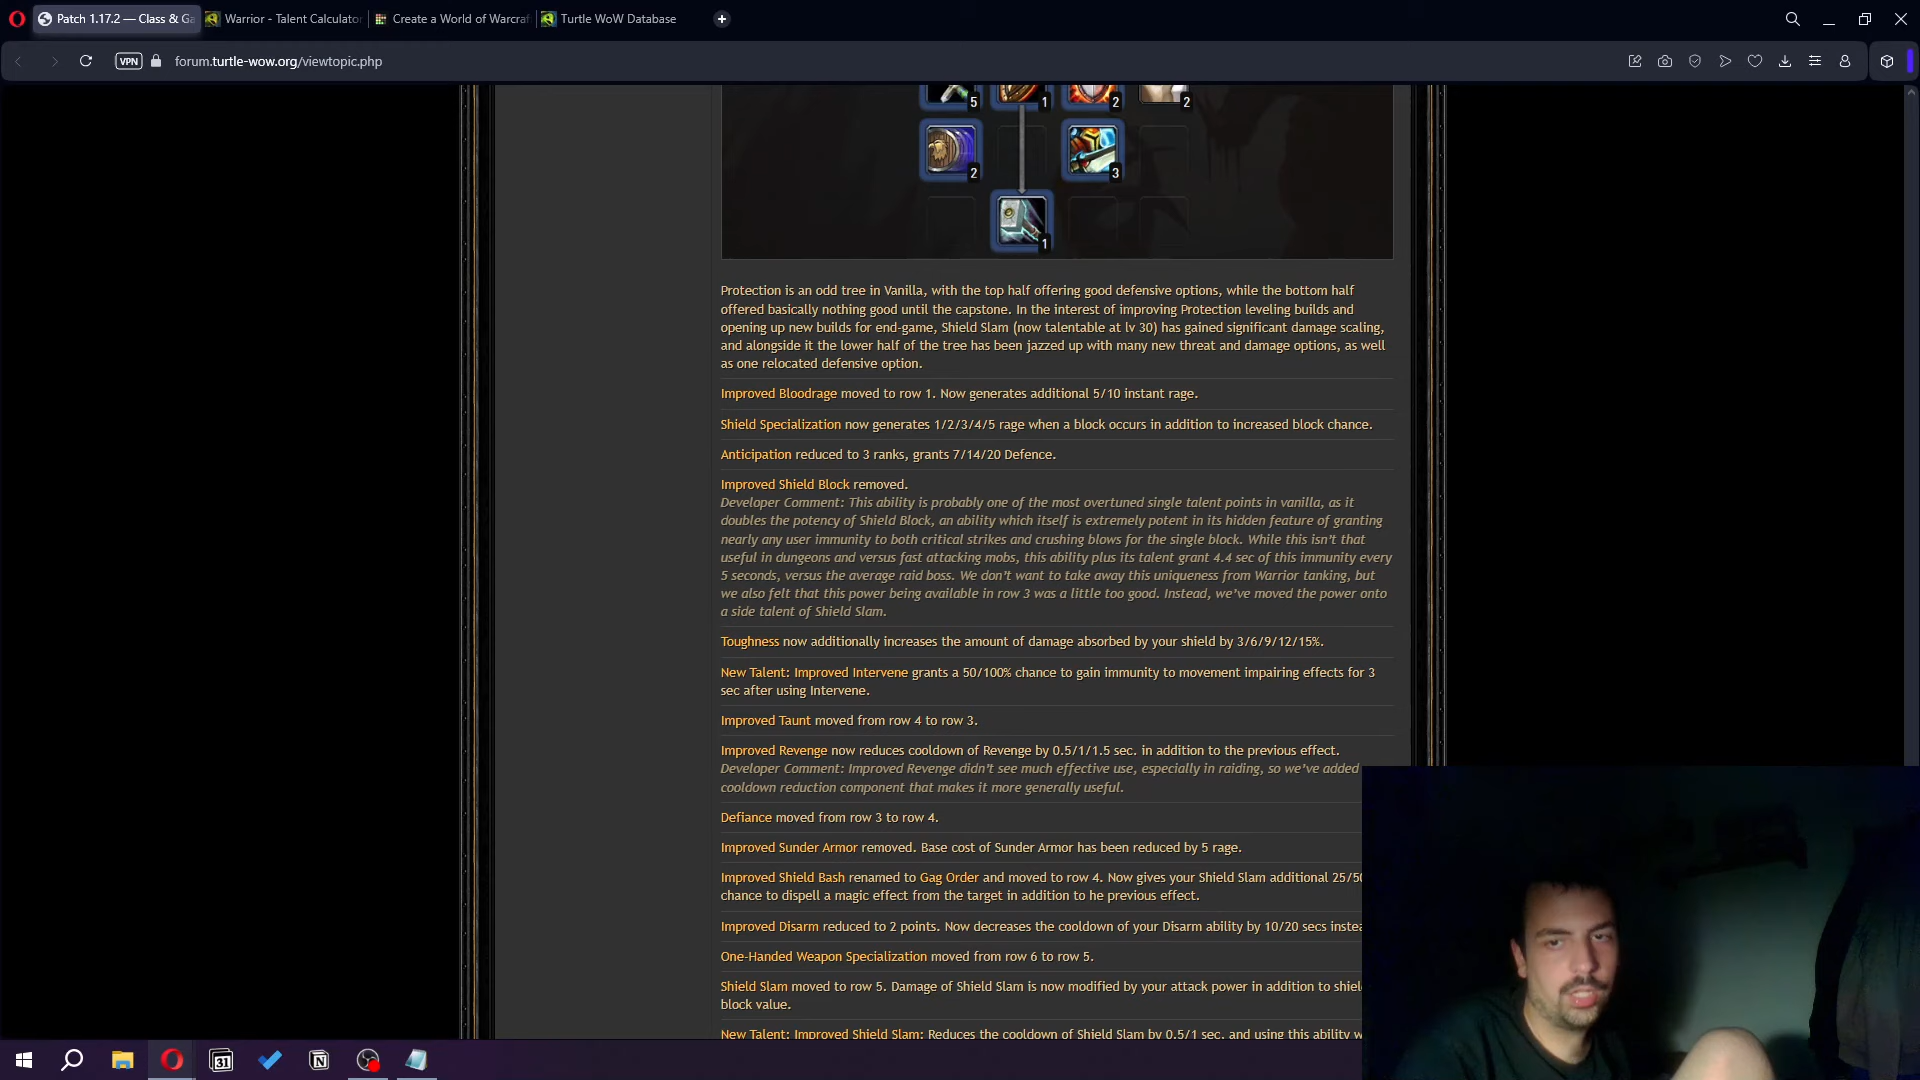 Patch 1.17.2 — Class & Ga
Warrior - Talent Calculator
Create a World of Warcraf
Turtle WoW Database
VPN
forum.turtle-wow.org/viewtopic.php
5
1
2
2
2
3
1
Protection is an odd tree in Vanilla, with the top half offering good defensive options, while the bottom half
offered basically nothing good until the capstone. In the interest of improving Protection leveling builds and
opening up new builds for end-game, Shield Slam (now talentable at lv 30) has gained significant damage scaling,
and alongside it the lower half of the tree has been jazzed up with many new threat and damage options, as well
as one relocated defensive option.
Improved Bloodrage moved to row 1. Now generates additional 5/10 instant rage.
Shield Specialization now generates 1/2/3/4/5 rage when a block occurs in addition to increased block chance.
Anticipation reduced to 3 ranks, grants 7/14/20 Defence.
Improved Shield Block removed.
Developer Comment: This ability is probably one of the most overtuned single talent points in vanilla, as it
doubles the potency of Shield Block, an ability which itself is extremely potent in its hidden feature of granting
nearly any user immunity to both critical strikes and crushing blows for the single block. While this isn't that
useful in dungeons and versus fast attacking mobs, this ability plus its talent grant 4.4 sec of this immunity every
5 seconds, versus the average raid boss. We don't want to take away this uniqueness from Warrior tanking, but
we also felt that this power being available in row 3 was a little too good. Instead, we've moved the power onto
a side talent of Shield Slam.
Toughness now additionally increases the amount of damage absorbed by your shield by 3/6/9/12/15%.
New Talent: Improved Intervene grants a 50/100% chance to gain immunity to movement impairing effects for 3
sec after using Intervene.
Improved Taunt moved from row 4 to row 3.
Improved Revenge now reduces cooldown of Revenge by 0.5/1/1.5 sec. in addition to the previous effect.
Developer Comment: Improved Revenge didn't see much effective use, especially in raiding, so we've added
cooldown reduction component that makes it more generally useful.
Defiance moved from row 3 to row 4.
Improved Sunder Armor removed. Base cost of Sunder Armor has been reduced by 5 rage.
Improved Shield Bash renamed to Gag Order and moved to row 4. Now gives your Shield Slam additional 25/50
chance to dispell a magic effect from the target in addition to he previous effect.
Improved Disarm reduced to 2 points. Now decreases the cooldown of your Disarm ability by 10/20 secs instea
One-Handed Weapon Specialization moved from row 6 to row 5.
Shield Slam moved to row 5. Damage of Shield Slam is now modified by your attack power in addition to shiel
block value.
New Talent: Improved Shield Slam: Reduces the cooldown of Shield Slam by 0.5/1 sec. and using this ability w
31